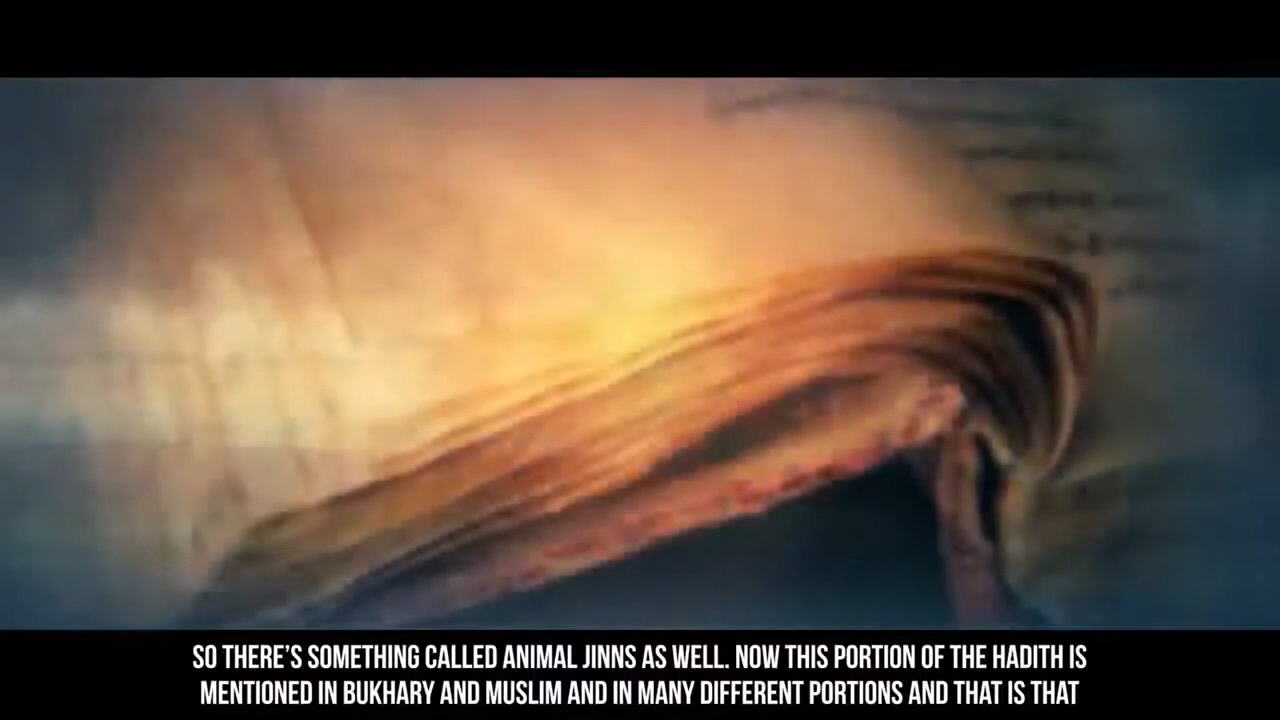 SO THERE'S SOMETHING CALLED ANIMAL JINNS AS WELL. NOW THIS PORTION OF THE HADITH IS
MENTIONED IN BUKHARY AND MUSLIM AND IN MANY DIFFERENT PORTIONS AND THAT IS THAT